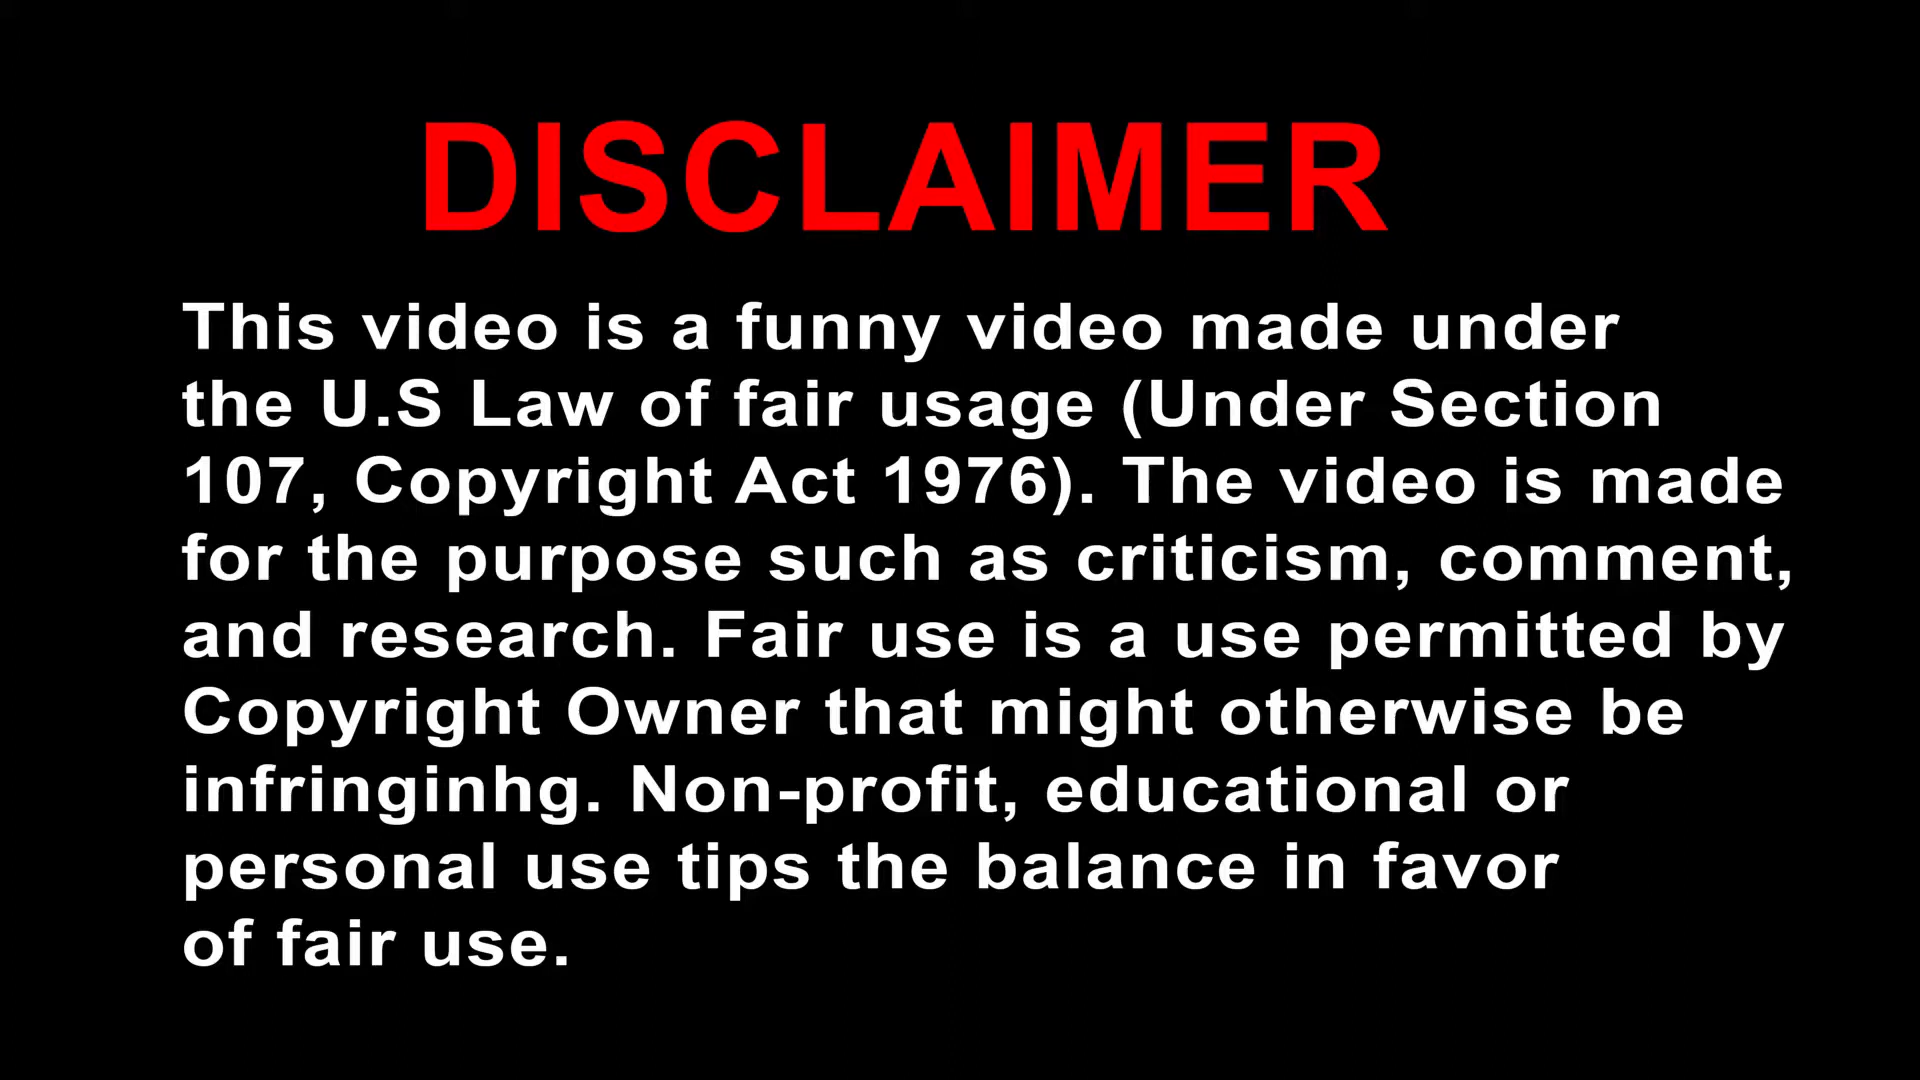 DISCLAIMER
This video is a funny video made under
the U.S Law of fair usage (Under Section
107, Copyright Act 1976). The video is made
for the purpose such as criticism, comment,
and research. Fair use is a use permitted by
Copyright Owner that might otherwise be
infringinhg. Non-profit, educational or
personal use tips the balance in favor
of fair use.